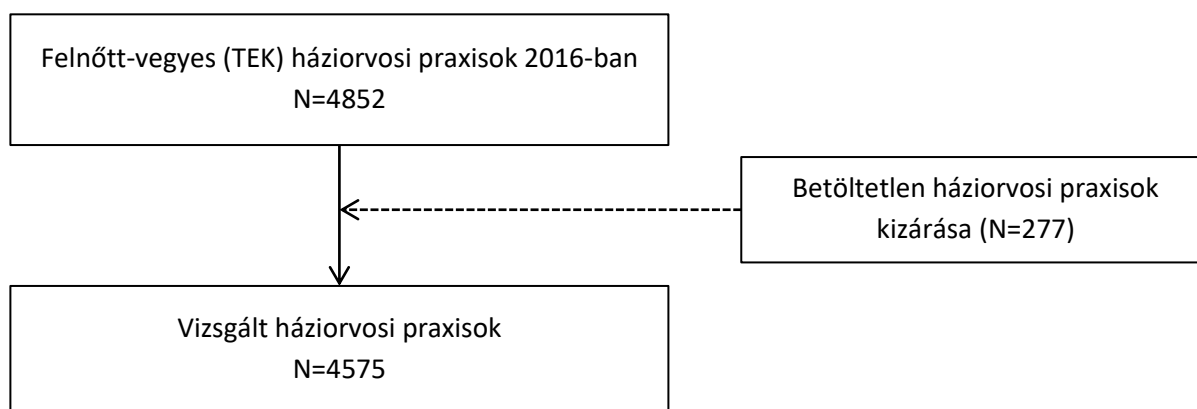 Felnőtt-vegyes (TEK) háziorvosi praxisok 2016-ban
N=4852
Betöltetlen háziorvosi praxisok
kizárása (N=277)
Vizsgált háziorvosi praxisok
N=4575